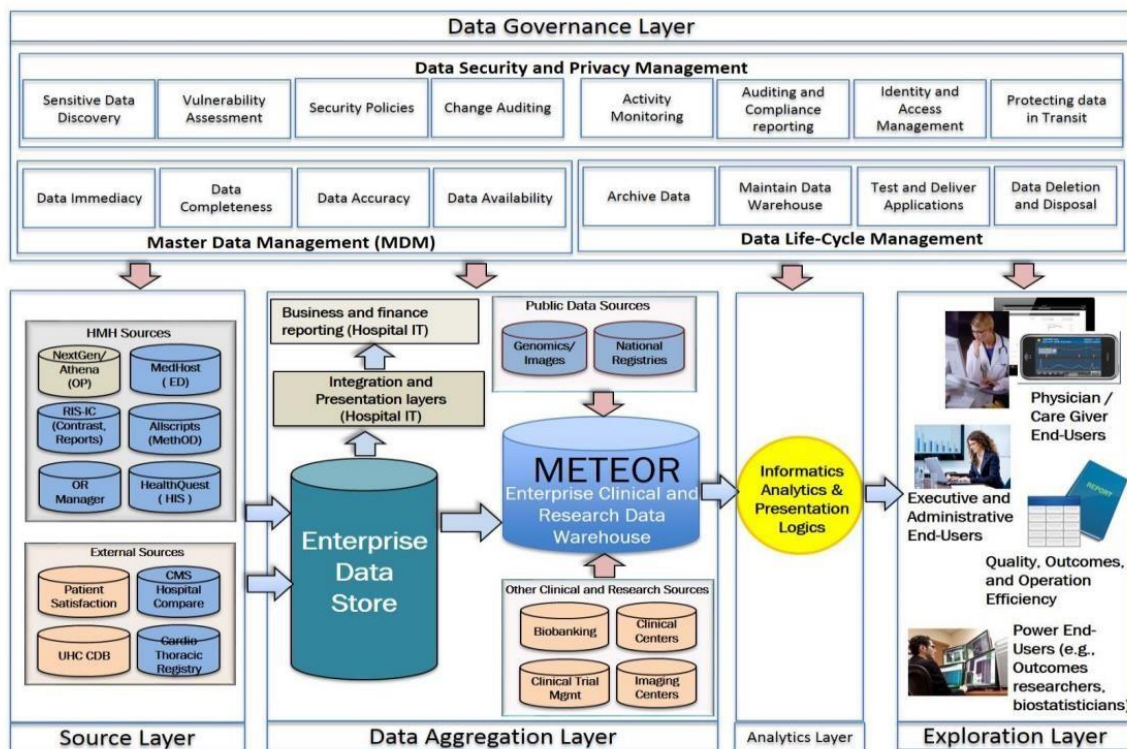 Data Governance Layer
Data Security and Privacy Management
Sensitive Data
Discovery
Vulnerability
Assessment
Security Policies
Change Auditing
Activity
Monitoring
Auditing and
Compliance
reporting
Identity and
Access
Management
Protecting data
in Transit
Data Immediacy
Data
Completeness
Data Accuracy
Data Availability
Master Data Management (MDM)
Archive Data
Maintain Data
Warehouse
Test and Deliver
Applications
Data Deletion
and Disposal
Data Life-Cycle Management
HMH Sources
NextGen/
Athena
(OP)
MedHost
( ED)
RIS-IC
(Contrast,
Reports)
Allscripts
(MethOD)
OR
Manager
HealthQuest
( HIS )
External Sources
Patient
Satisfaction
CMS
Hospital
Compare
UHC CDB
Cardio
Thoracic
Registry
Source Layer
Business and finance
reporting (Hospital IT)
Integration and
Presentation layers
(Hospital IT)
Enterprise
Data
Store
Public Data Sources
Genomics/
Images
National
Registries
METEOR
Enterprise Clinical and
Research Data
Warehouse
Other Clinical and Research Sources
Biobanking
Clinical
Centers
Clinical Trial
Mgmt
Imaging
Centers
Data Aggregation Layer
Informatics
Analytics &
Presentation
Logics
Analytics Layer
Physician /
Care Giver
End-Users
Executive and
Administrative
End-Users
REPORT
Quality, Outcomes,
and Operation
Efficiency
Power End-
Users (e.g.,
Outcomes
researchers,
biostatisticians)
Exploration Layer